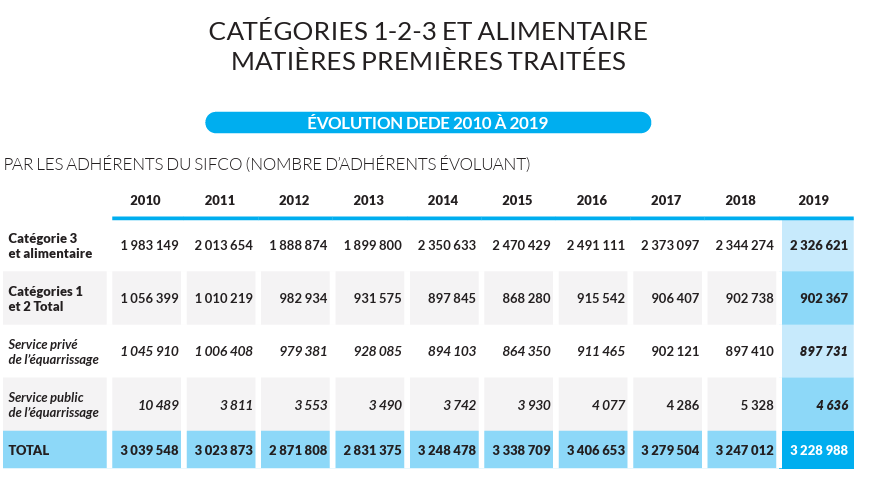 CATÉGORIES 1-2-3 ET ALIMENTAIRE
MATIÈRES PREMIÈRES TRAITÉES
ÉVOLUTION DEDE 2010 À 2019
PAR LES ADHÉRENTS DU SIFCO (NOMBRE D'ADHÉRENTS ÉVOLUANT)
2010 2011 2012 2013 2014 2015 2016 2017 2018 2019
Catégorie 3
et alimentaire 1 983 149 2 013 654 1 888 874 1 899 800 2 350 633 2 470 429 2 491 111 2 373 097 2 344 274 2 326 621
Catégories 1
et 2 Total 1 056 399 1 010 219 982 934 931 575 897 845 868 280 915 542 906 407 902 738 902 367
Service privé
de l'équarrissage 1 045 910 1 006 408 979 381 928 085 894 103 864 350 911 465 902 121 897 410 897 731
Service public
de l'équarrissage 10 489 3 811 3 553 3 490 3 742 3 930 4 077 4 286 5 328 4 636
TOTAL 3 039 548 3 023 873 2 871 808 2 831 375 3 248 478 3 338 709 3 406 653 3 279 504 3 247 012 3 228 988